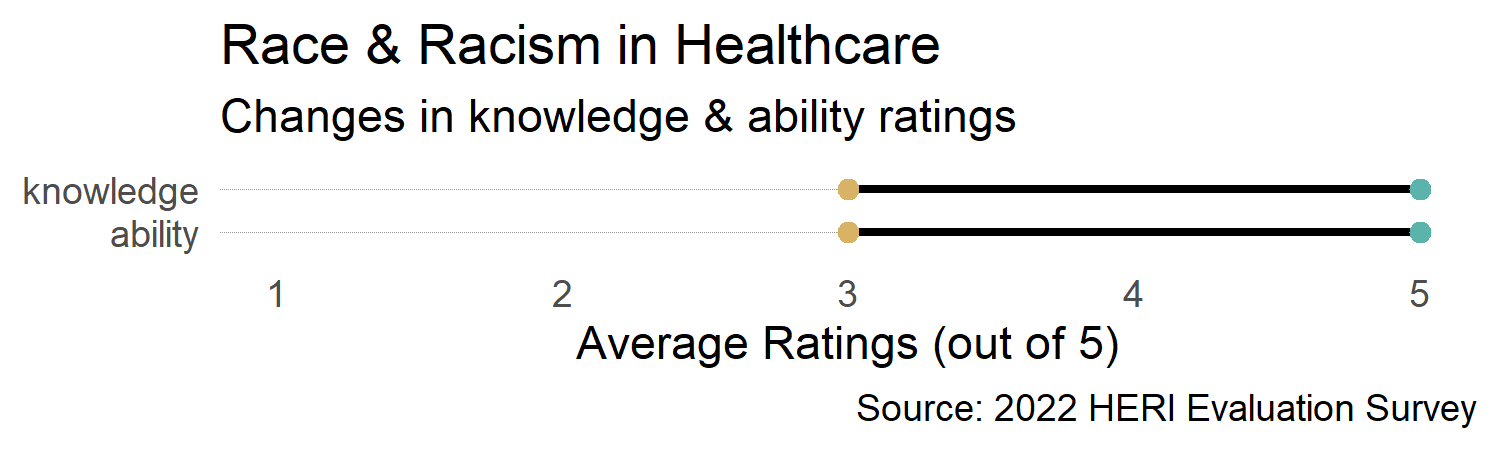 Race & Racism in Healthcare
Changes in knowledge & ability ratings
knowledge
ability
1 2 3 4 5
Average Ratings (out of 5)
Source: 2022 HERI Evaluation Survey